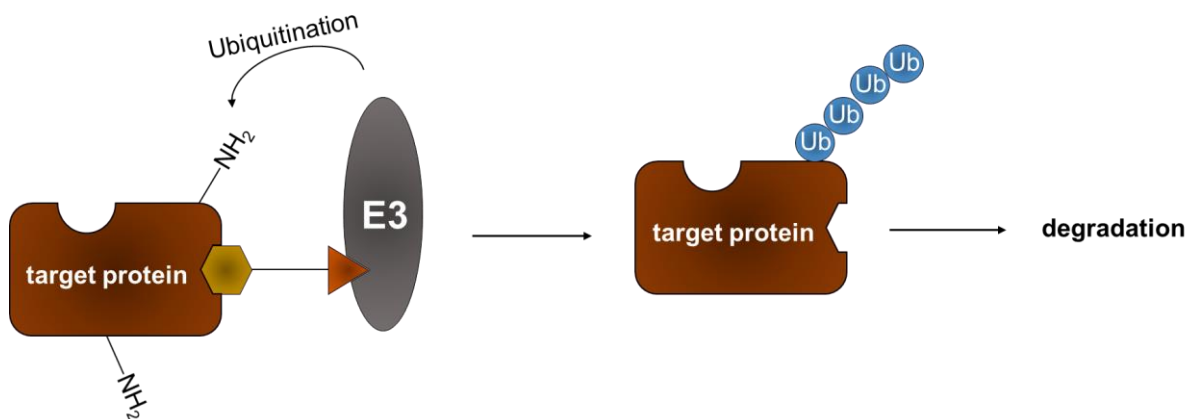 Ubiquitination
NH2
E3
target protein
NH2
Ub
Ub
Ub
Ub
target protein
degradation